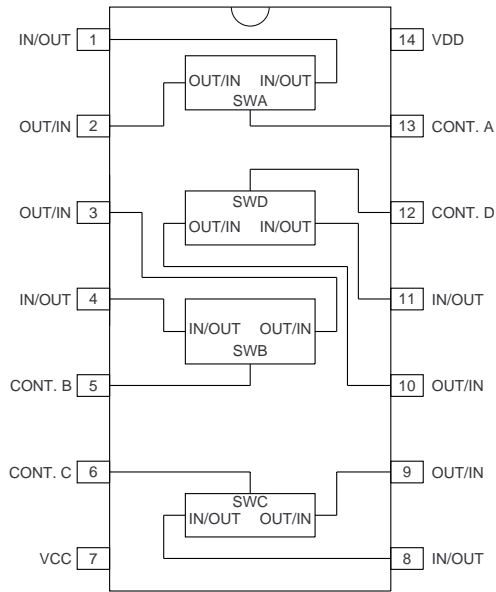 IN/OUT 1 14 VDD
OUT/IN IN/OUT
SWA
OUT/IN 2 13 CONT. A
SWD
OUT/IN 3 12 CONT. D
OUT/IN IN/OUT
IN/OUT 4 11 IN/OUT
IN/OUT OUT/IN
SWB
CONT. B 5 10 OUT/IN
CONT. C 6 9 OUT/IN
SWC
IN/OUT OUT/IN
VCC 7 8 IN/OUT